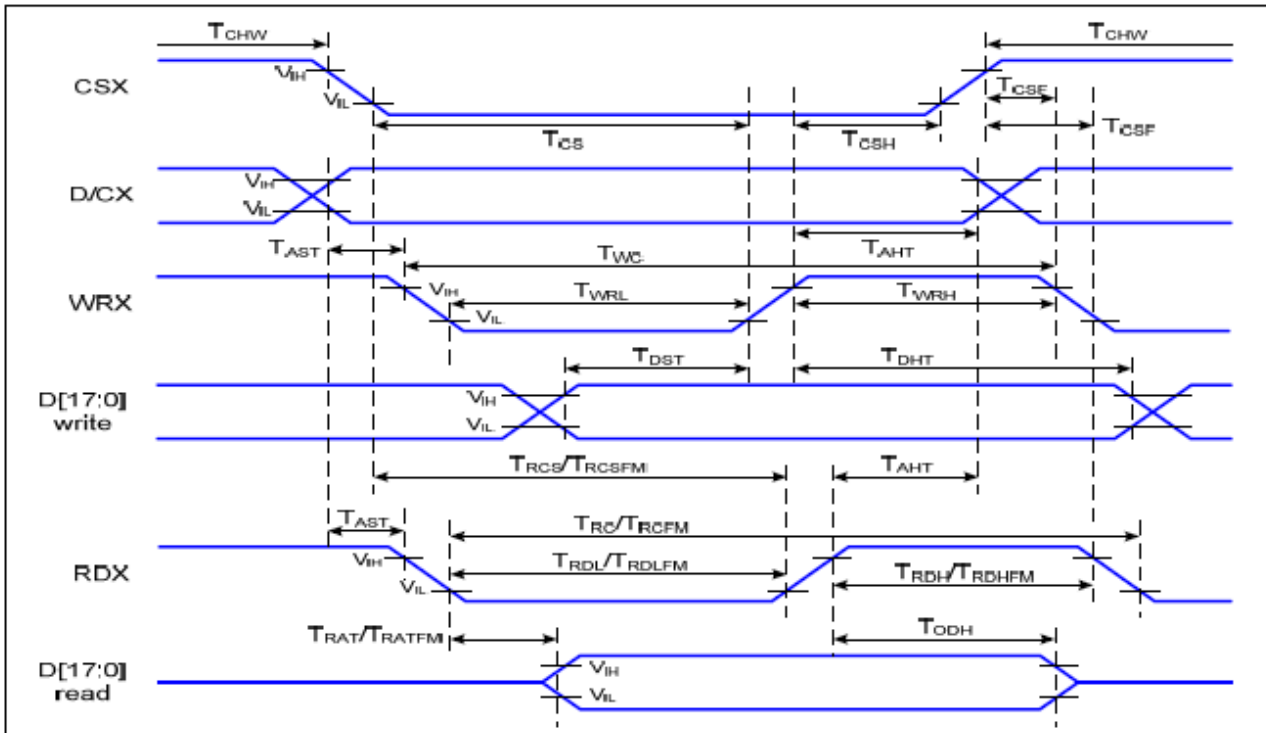 TCHW TCHW
CSX VIH TCSF
VIL TCSF
TCS TCSH
D/CX VIH
VIL
TAST TWC TAHT
WRX VIH TWRL TWRH
VIL
TDST TDHT
D[17:0] VIH
write VIL
TRCS/TRCSFM TAHT
TAST TRC/TRCFM
RDX VIH TRDL/TRDLFM TRDH/TRDHFM
VIL
TRAT/TRATFM TODH
D[17:0] VIH
read VIL